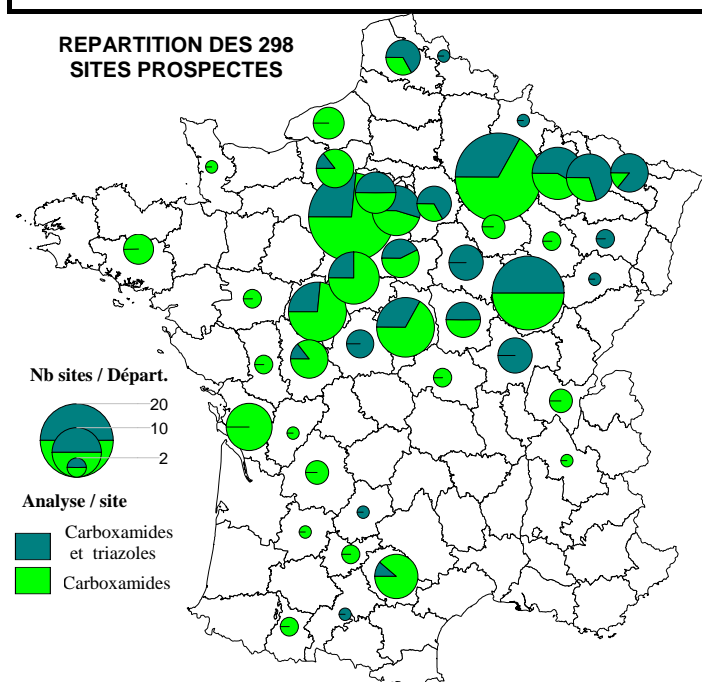 REPARTITION DES 298
SITES PROSPECTES
Nb sites / Départ.
20
10
2
Analyse / site
Carboxamides
et triazoles
Carboxamides